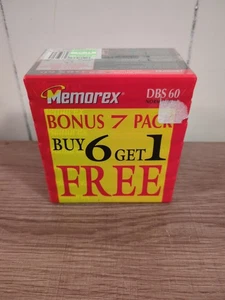 Memorex
DBS 60
BONUS 7 PACK
BUY 6 GET 1
FREE